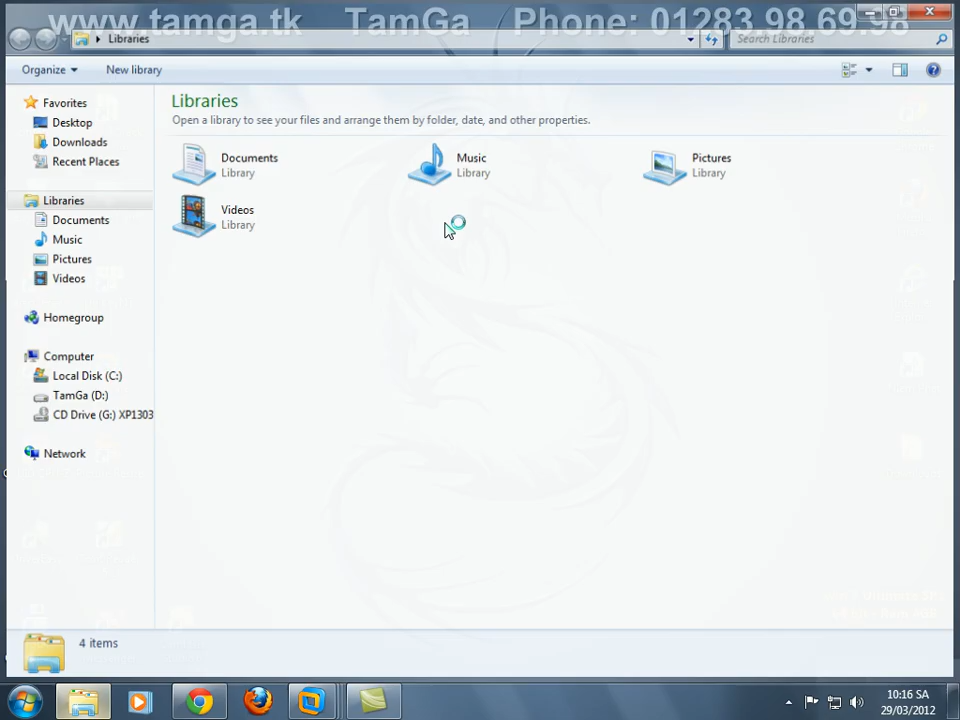 www.tamga.tk TamGa Phone: 01283.98.69.98
Libraries
Search Libraries
Organize
New library
Favorites
Desktop
Downloads
Recent Places
Libraries
Documents
Music
Pictures
Videos
Homegroup
Computer
Local Disk (C:)
TamGa (D:)
CD Drive (G:) XP1303
Network
Libraries
Open a library to see your files and arrange them by folder, date, and other properties.
Documents
Library
Music
Library
Pictures
Library
Videos
Library
4 items
10:16 SA
29/03/2012